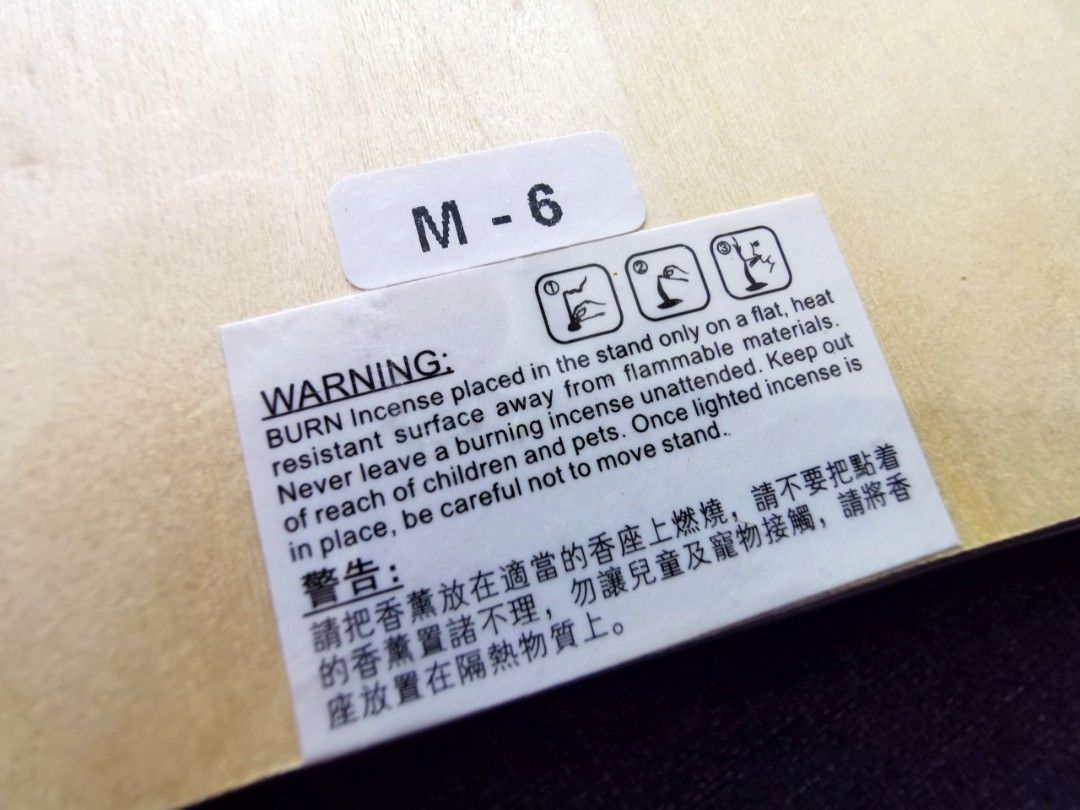 M - 6
① ② ③
WARNING:
BURN Incense placed in the stand only on a flat, heat
resistant surface away from flammable materials.
Never leave a burning incense unattended. Keep out
of reach of children and pets. Once lighted incense is
in place, be careful not to move stand.
警告:
請把香薰放在適當的香座上燃燒，請不要把點着
的香薰置諸不理，勿讓兒童及寵物接觸，請將香
座放置在隔熱物質上。